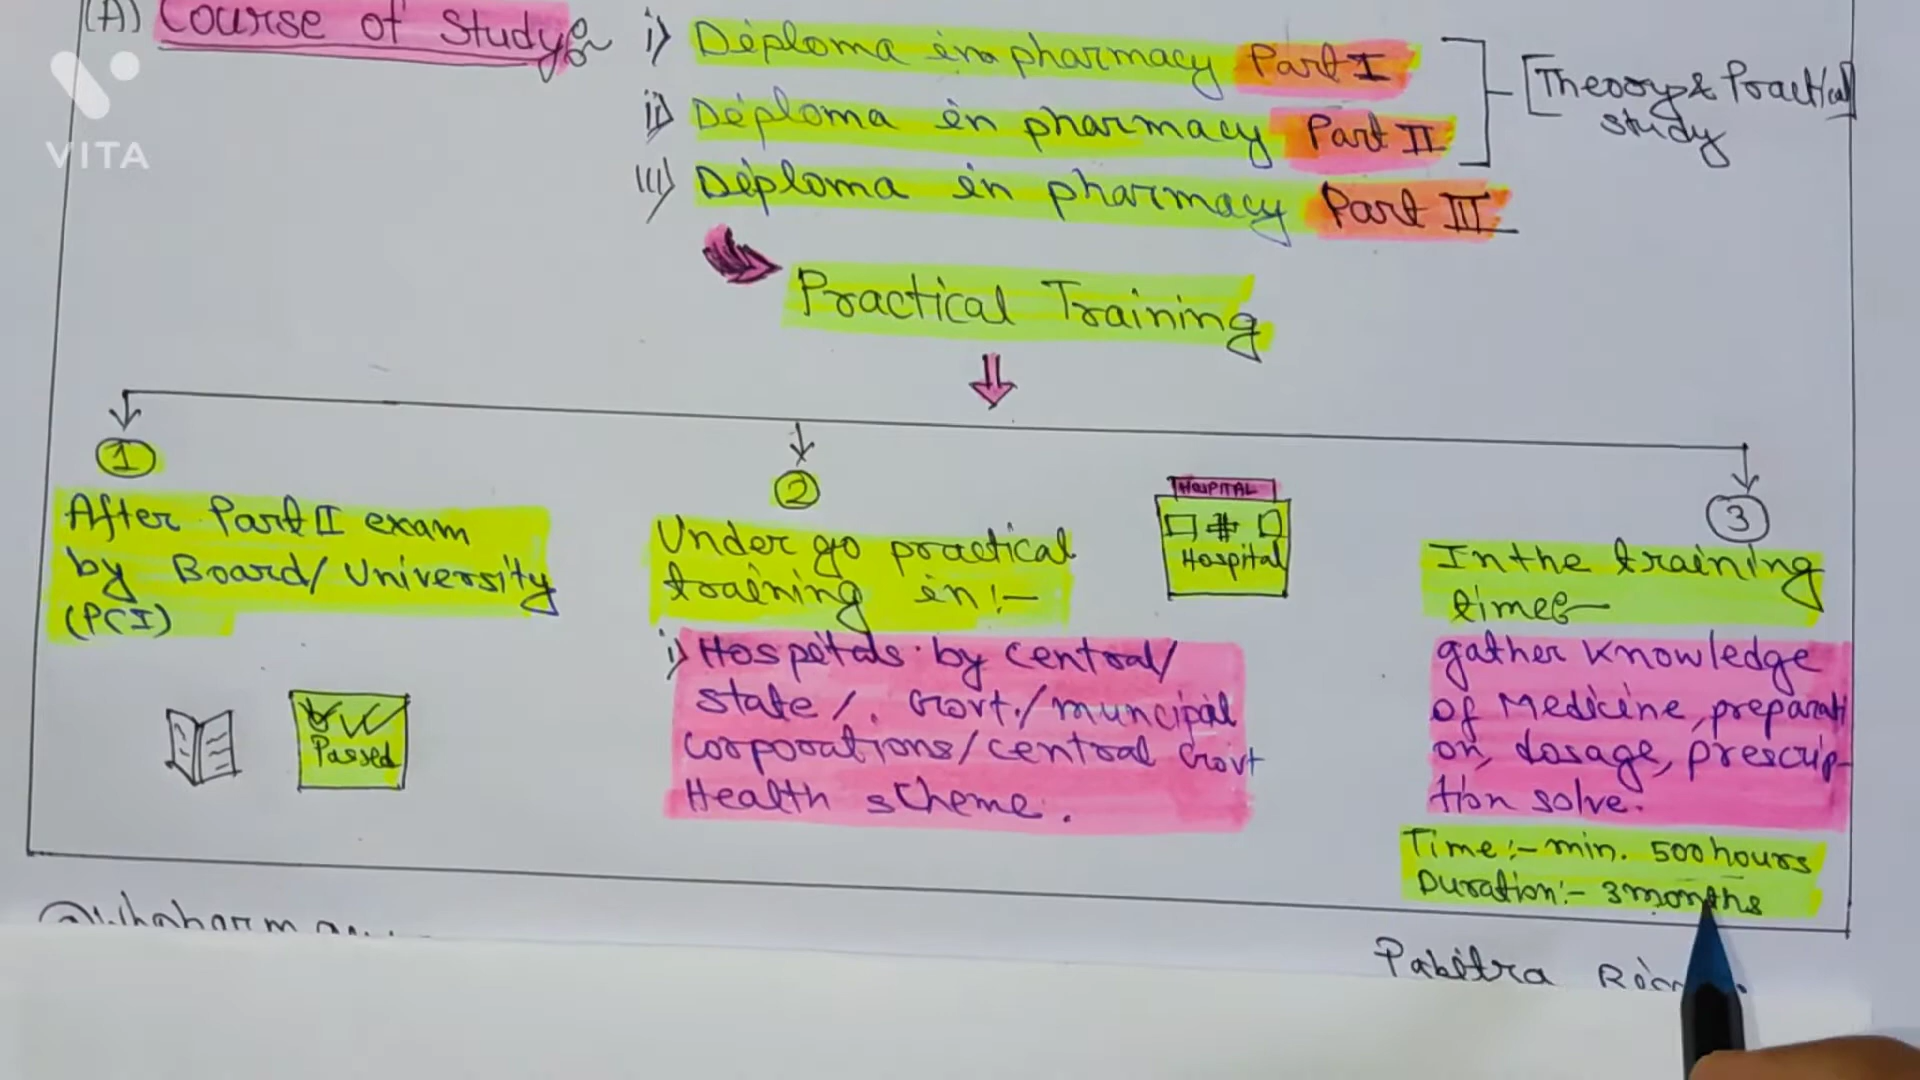 (A) Course of Study:-
i) Diploma in pharmacy Part I
ii) Diploma in pharmacy Part II
[Theory & Practical]
study
iii) Diploma in pharmacy Part III
Practical Training
1
After Part II exam
by Board/University
(PCI)
Passed
2
Under go practical
training in:-
i) Hospitals by central/
state/. Govt./muncipal
corporations/central Govt
Health scheme.
HOSPITAL
Hospital
3
In the training
time:-
gather knowledge
of Medicine, preparati
on, dosage, prescrip-
tion solve.
Time:- min. 500 hours
Duration:- 3 months
Pabitra
VITA